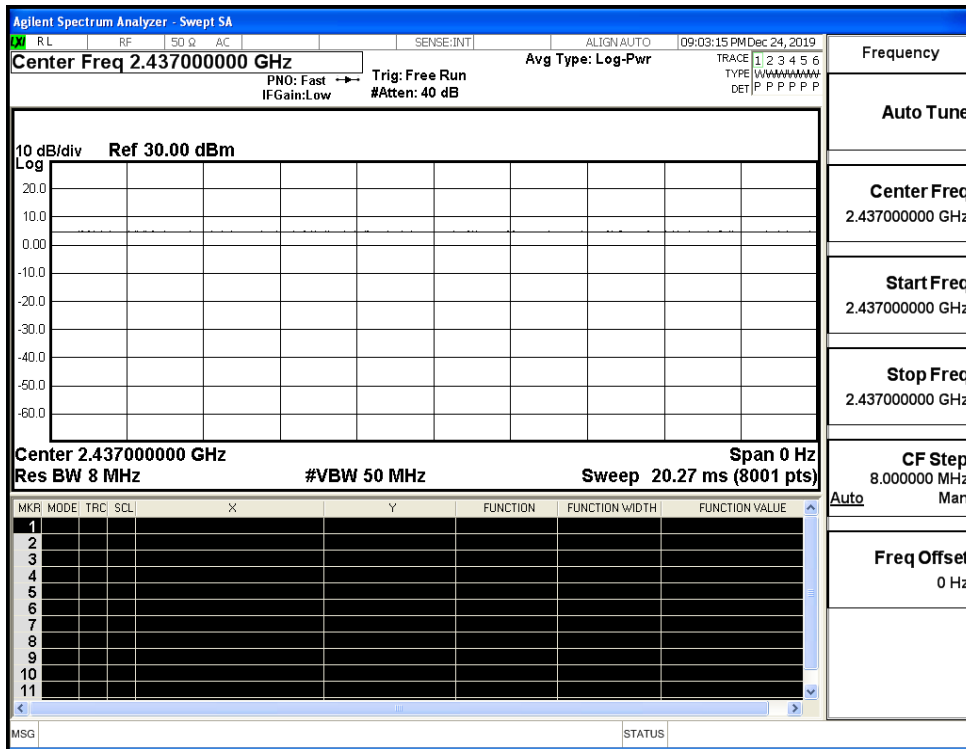 Agilent Spectrum Analyzer - Swept SA
LXI RL RF 50 Ω AC SENSE:INT ALIGN AUTO 09:03:15 PM Dec 24, 2019
Center Freq 2.437000000 GHz
PNO: Fast
IFGain:Low
Trig: Free Run
#Atten: 40 dB
Avg Type: Log-Pwr
TRACE 1 2 3 4 5 6
TYPE WWWWWW
DET P P P P P P
10 dB/div Ref 30.00 dBm
Log
20.0
10.0
0.00
-10.0
-20.0
-30.0
-40.0
-50.0
-60.0
Center 2.437000000 GHz Span 0 Hz
Res BW 8 MHz #VBW 50 MHz Sweep 20.27 ms (8001 pts)
MKR MODE TRC SCL X Y FUNCTION FUNCTION WIDTH FUNCTION VALUE
1
2
3
4
5
6
7
8
9
10
11
MSG STATUS
Frequency
Auto Tune
Center Freq
2.437000000 GHz
Start Freq
2.437000000 GHz
Stop Freq
2.437000000 GHz
CF Step
8.000000 MHz
Auto Man
Freq Offset
0 Hz